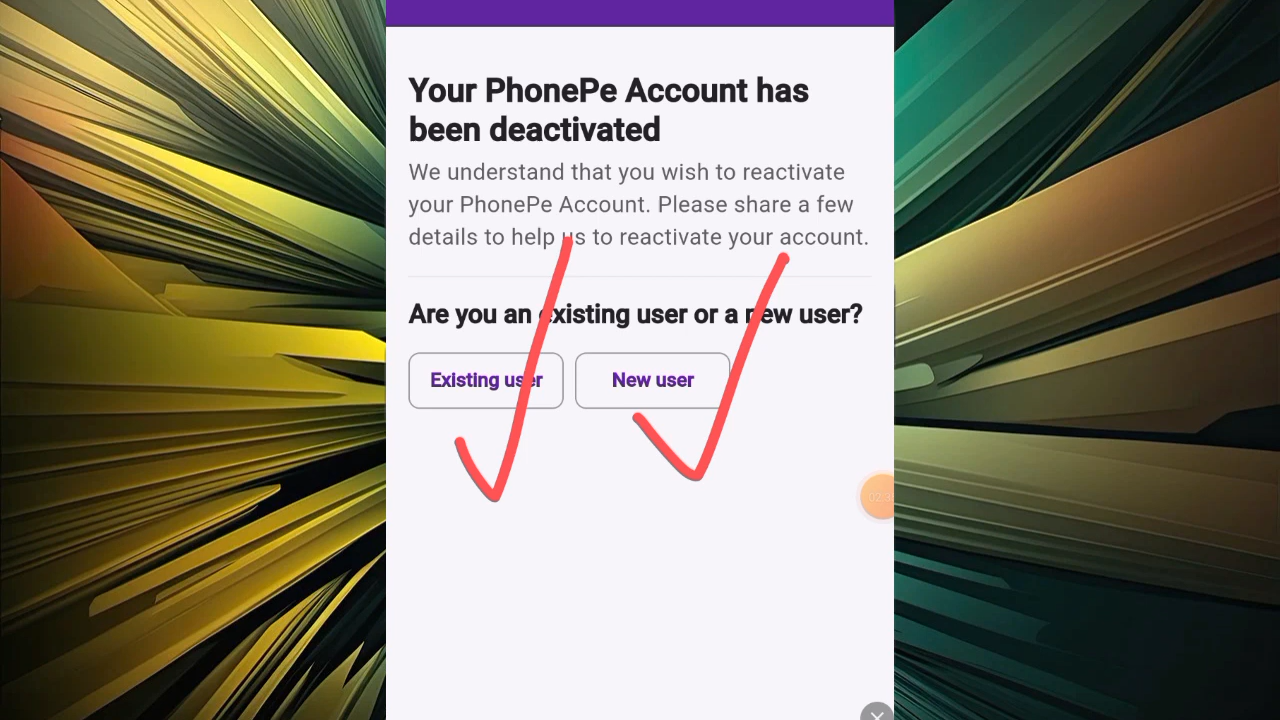 Your PhonePe Account has
been deactivated
We understand that you wish to reactivate
your PhonePe Account. Please share a few
details to help us to reactivate your account.
Are you an existing user or a new user?
Existing user
New user